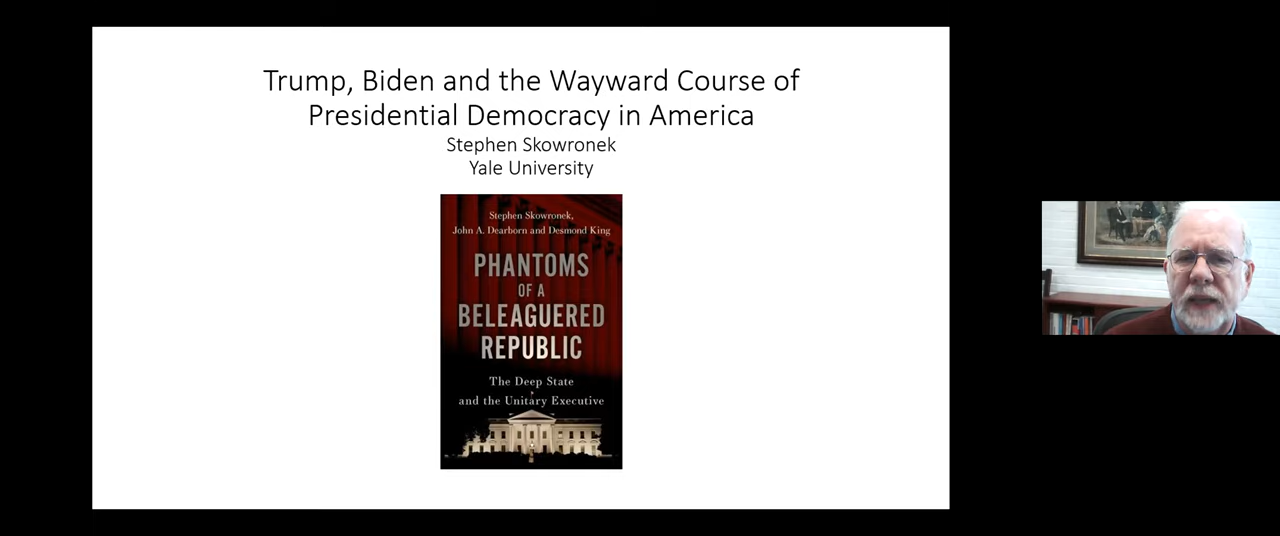 Trump, Biden and the Wayward Course of
Presidential Democracy in America
Stephen Skowronek
Yale University
Stephen Skowronek,
John A. Dearborn and Desmond King
PHANTOMS
OF A
BELEAGUERED
REPUBLIC
The Deep State
and the Unitary Executive